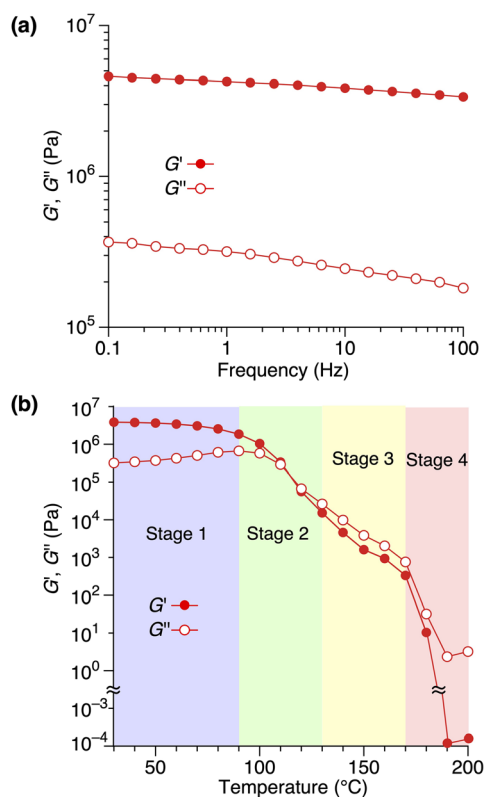 (a)
10^7
10^6
10^5
G', G'' (Pa)
G'
G''
0.1
1
10
100
Frequency (Hz)
(b)
10^7
10^6
10^5
10^4
10^3
10^2
10^1
10^0
10^−3
10^−4
G', G'' (Pa)
Stage 1
Stage 2
Stage 3
Stage 4
G'
G''
50
100
150
200
Temperature (°C)